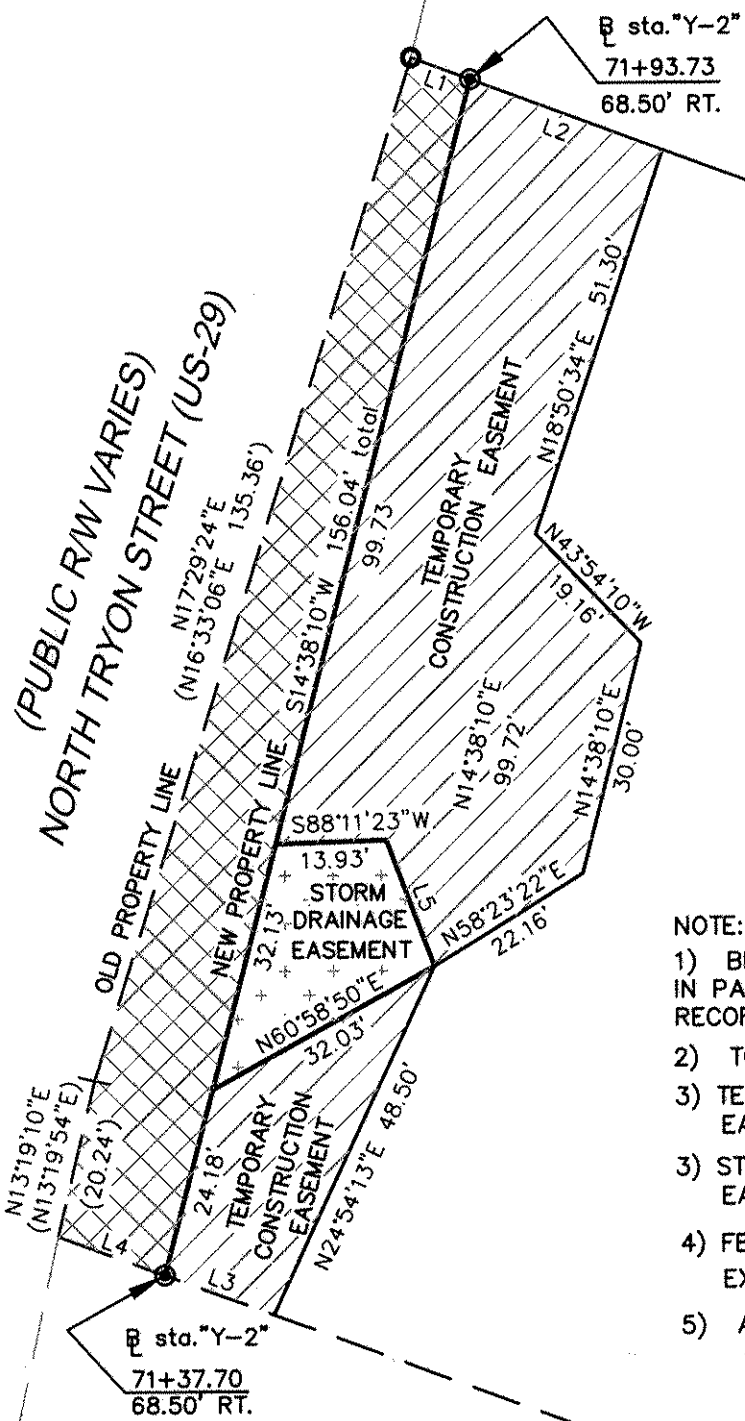 B̵L sta."Y-2"
71+93.73
68.50' RT.
L1
L2
(PUBLIC R/W VARIES)
NORTH TRYON STREET (US-29)
N17°29'24"E
(N16°33'06"E 135.36')
S14°38'10"W 156.04' total
99.73
TEMPORARY
CONSTRUCTION EASEMENT
N18°50'34"E 51.30'
N43°54'10"W
19.16'
N14°38'10"E
99.72'
N14°38'10"E
30.00'
OLD PROPERTY LINE
NEW PROPERTY LINE
S88°11'23"W
13.93'
STORM
DRAINAGE
EASEMENT
32.13'
L5
N58°23'22"E
22.16'
N60°58'50"E
32.03'
N13°19'10"E
(N13°19'54"E)
(20.24')
24.18'
TEMPORARY
CONSTRUCTION
EASEMENT
N24°54'13"E 48.50'
L4
L3
B̵L sta."Y-2"
71+37.70
68.50' RT.
NOTE:
1)
IN PA
RECOR
2)
3) TE
EA
3) ST
EA
4) FE
EX
5) A